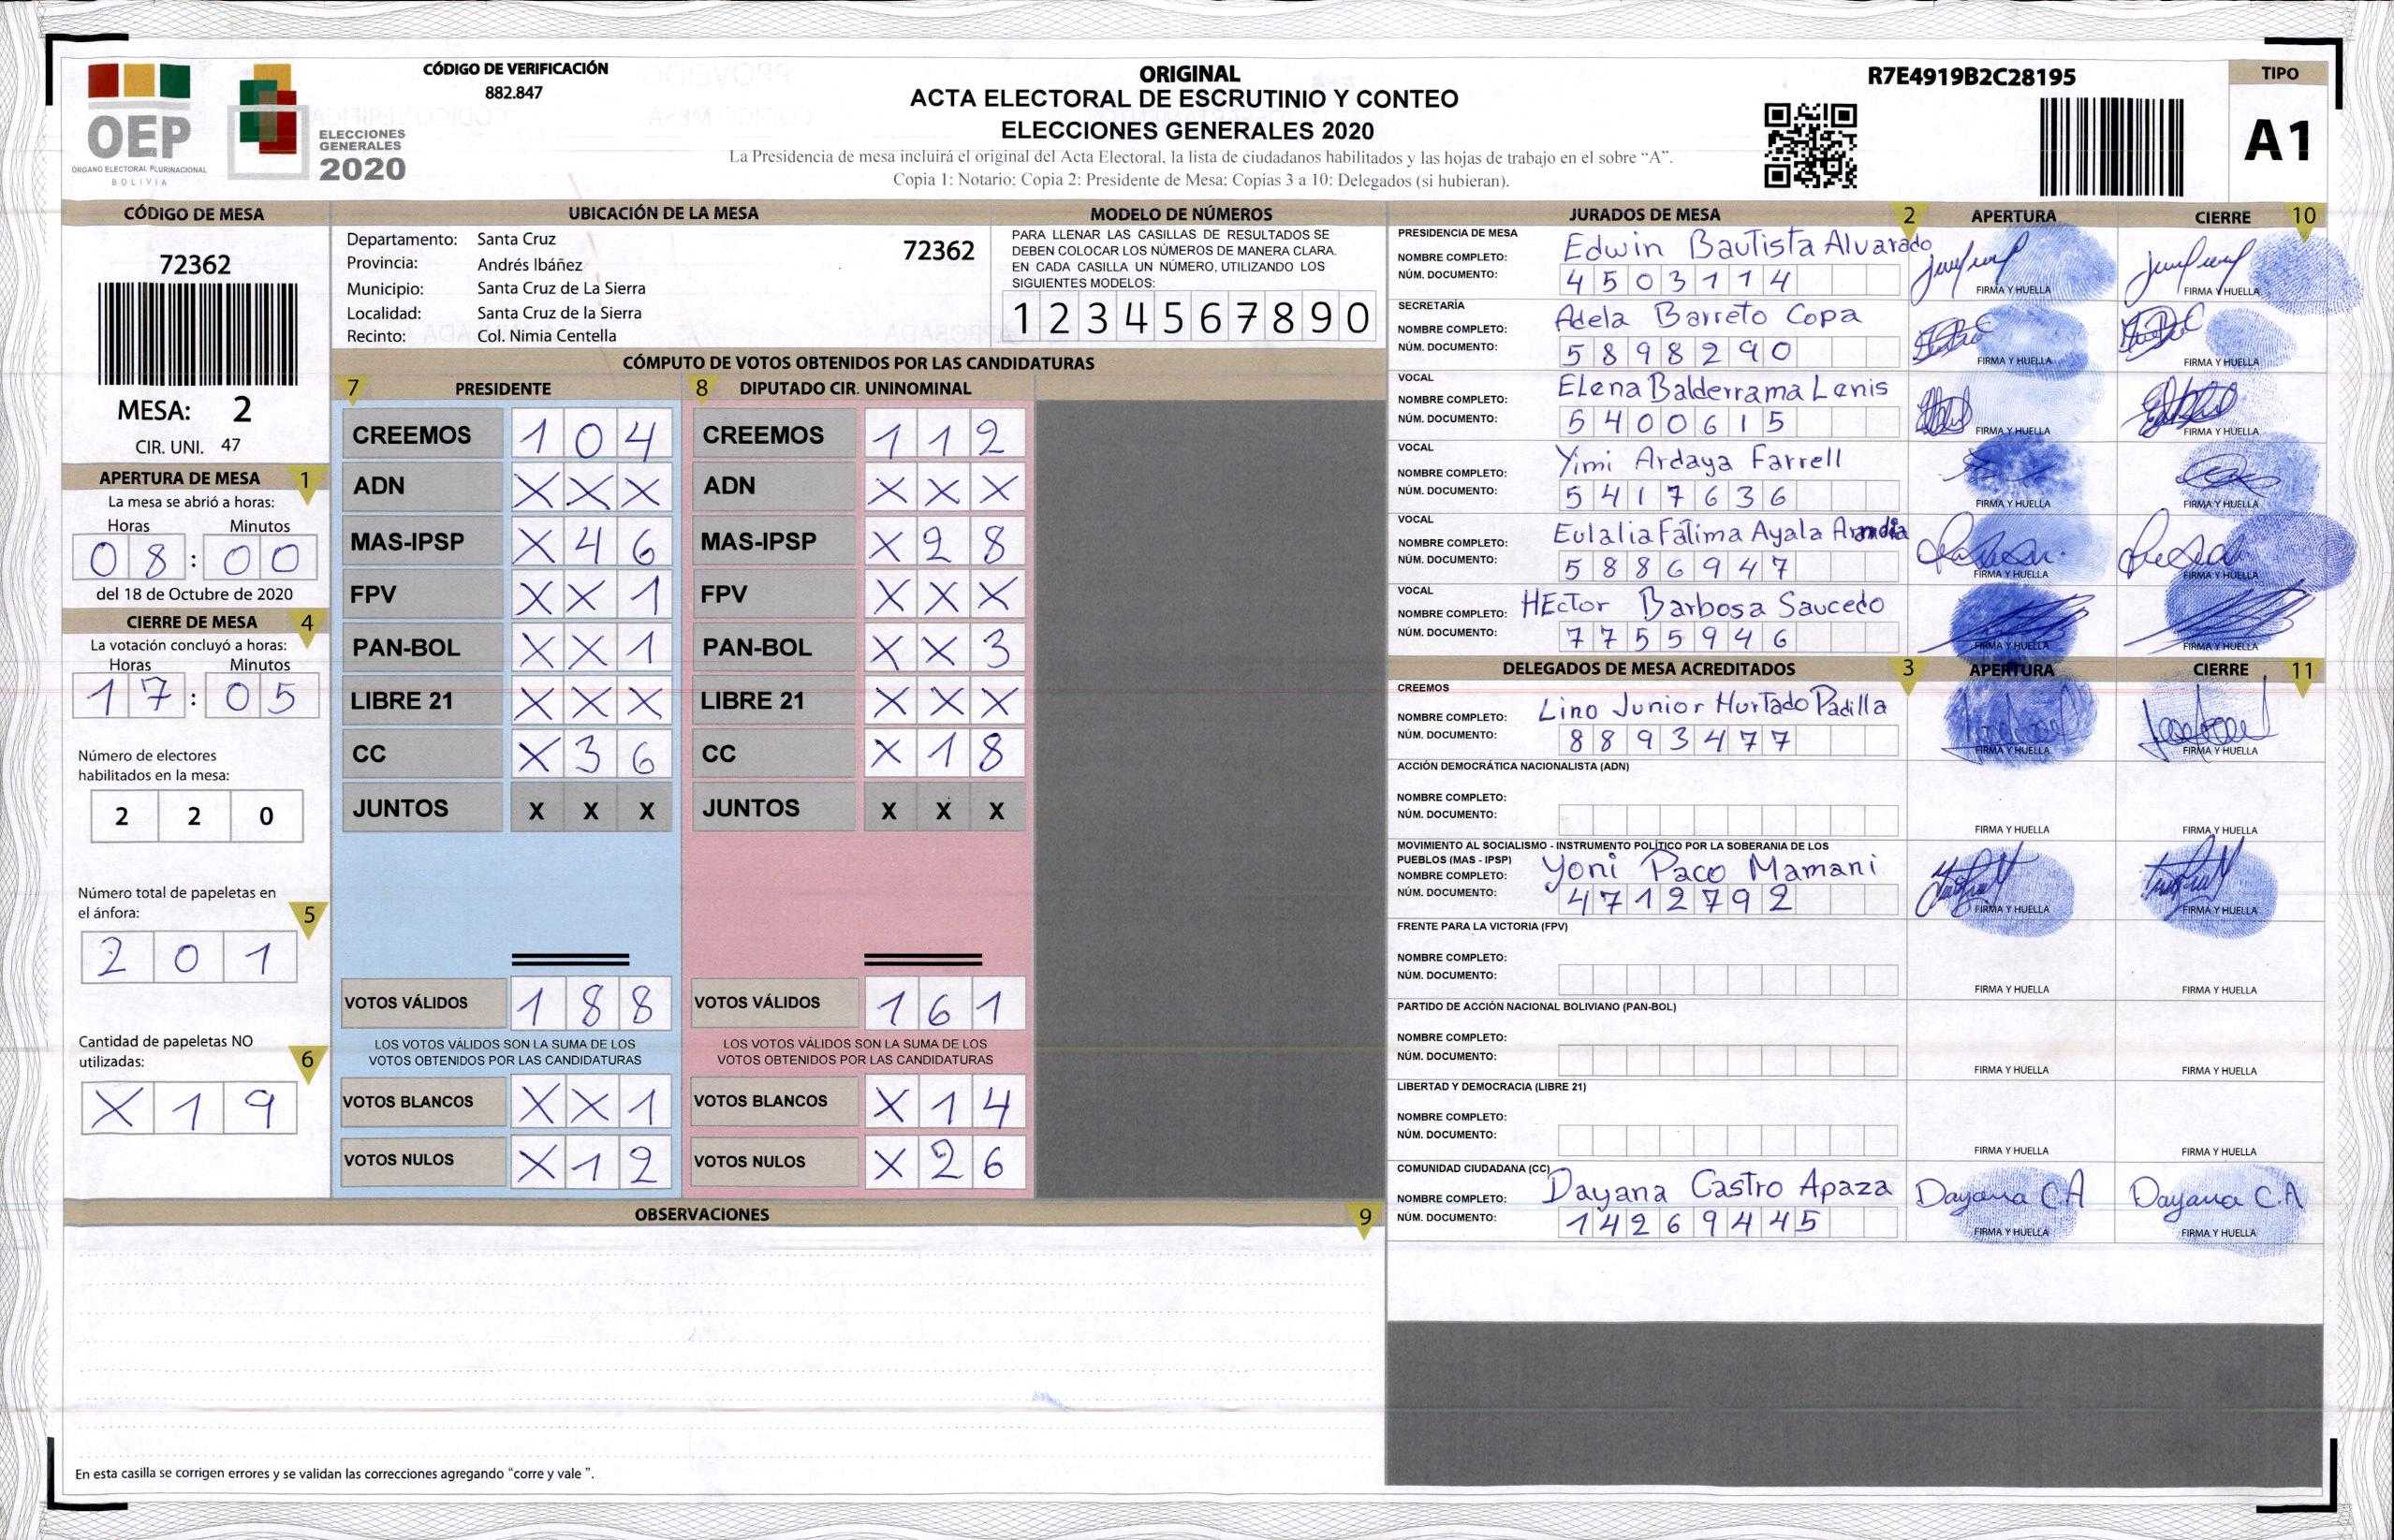 OEP
ÓRGANO ELECTORAL PLURINACIONAL
BOLIVIA
ELECCIONES
GENERALES
2020
CÓDIGO DE VERIFICACIÓN
882.847
ORIGINAL
ACTA ELECTORAL DE ESCRUTINIO Y CONTEO
ELECCIONES GENERALES 2020
La Presidencia de mesa incluirá el original del Acta Electoral, la lista de ciudadanos habilitados y las hojas de trabajo en el sobre “A”.
Copia 1: Notario; Copia 2: Presidente de Mesa; Copias 3 a 10: Delegados (si hubieran).
R7E4919B2C28195
TIPO
A1
CÓDIGO DE MESA
72362
MESA: 2
CIR. UNI. 47
APERTURA DE MESA 1
La mesa se abrió a horas:
Horas Minutos
08:00
del 18 de Octubre de 2020
CIERRE DE MESA 4
La votación concluyó a horas:
Horas Minutos
17:05
Número de electores
habilitados en la mesa:
2 2 0
Número total de papeletas en
el ánfora: 5
2 0 1
Cantidad de papeletas NO
utilizadas: 6
X 1 9
UBICACIÓN DE LA MESA
Departamento: Santa Cruz 72362
Provincia: Andrés Ibáñez
Municipio: Santa Cruz de La Sierra
Localidad: Santa Cruz de la Sierra
Recinto: Col. Nimia Centella
MODELO DE NÚMEROS
PARA LLENAR LAS CASILLAS DE RESULTADOS SE
DEBEN COLOCAR LOS NÚMEROS DE MANERA CLARA.
EN CADA CASILLA UN NÚMERO, UTILIZANDO LOS
SIGUIENTES MODELOS:
1 2 3 4 5 6 7 8 9 0
CÓMPUTO DE VOTOS OBTENIDOS POR LAS CANDIDATURAS
7 PRESIDENTE
CREEMOS 1 0 4
ADN X X X
MAS-IPSP X 4 6
FPV X X 1
PAN-BOL X X 1
LIBRE 21 X X X
CC X 3 6
JUNTOS X X X
VOTOS VÁLIDOS 1 8 8
LOS VOTOS VÁLIDOS SON LA SUMA DE LOS
VOTOS OBTENIDOS POR LAS CANDIDATURAS
VOTOS BLANCOS X X 1
VOTOS NULOS X 1 2
8 DIPUTADO CIR. UNINOMINAL
CREEMOS 1 1 2
ADN X X X
MAS-IPSP X 2 8
FPV X X X
PAN-BOL X X 3
LIBRE 21 X X X
CC X 1 8
JUNTOS X X X
VOTOS VÁLIDOS 1 6 1
LOS VOTOS VÁLIDOS SON LA SUMA DE LOS
VOTOS OBTENIDOS POR LAS CANDIDATURAS
VOTOS BLANCOS X 1 4
VOTOS NULOS X 2 6
OBSERVACIONES 9
En esta casilla se corrigen errores y se validan las correcciones agregando “corre y vale ”.
JURADOS DE MESA 2 APERTURA CIERRE 10
PRESIDENCIA DE MESA
NOMBRE COMPLETO: Edwin Bautista Alvarado
NÚM. DOCUMENTO: 4503114
FIRMA Y HUELLA FIRMA Y HUELLA
SECRETARÍA
NOMBRE COMPLETO: Adela Barreto Copa
NÚM. DOCUMENTO: 5898290
FIRMA Y HUELLA FIRMA Y HUELLA
VOCAL
NOMBRE COMPLETO: ELena Balderrama Lenis
NÚM. DOCUMENTO: 5400615
FIRMA Y HUELLA FIRMA Y HUELLA
VOCAL
NOMBRE COMPLETO: Yimi Ardaya Farrell
NÚM. DOCUMENTO: 5417636
FIRMA Y HUELLA FIRMA Y HUELLA
VOCAL
NOMBRE COMPLETO: Eulalia Fátima Ayala
NÚM. DOCUMENTO: 5886947
FIRMA Y HUELLA FIRMA Y HUELLA
VOCAL
NOMBRE COMPLETO: HEctor Barbosa Saucedo
NÚM. DOCUMENTO: 7755946
FIRMA Y HUELLA FIRMA Y HUELLA
DELEGADOS DE MESA ACREDITADOS 3 APERTURA CIERRE 11
CREEMOS
NOMBRE COMPLETO: Lino Junior HurTado Padilla
NÚM. DOCUMENTO: 8893477
FIRMA Y HUELLA FIRMA Y HUELLA
ACCIÓN DEMOCRÁTICA NACIONALISTA (ADN)
NOMBRE COMPLETO:
NÚM. DOCUMENTO:
FIRMA Y HUELLA FIRMA Y HUELLA
MOVIMIENTO AL SOCIALISMO - INSTRUMENTO POLÍTICO POR LA SOBERANIA DE LOS
PUEBLOS (MAS - IPSP)
NOMBRE COMPLETO: Yoni Paco Mamani
NÚM. DOCUMENTO: 4712792
FIRMA Y HUELLA FIRMA Y HUELLA
FRENTE PARA LA VICTORIA (FPV)
NOMBRE COMPLETO:
NÚM. DOCUMENTO:
FIRMA Y HUELLA FIRMA Y HUELLA
PARTIDO DE ACCIÓN NACIONAL BOLIVIANO (PAN-BOL)
NOMBRE COMPLETO:
NÚM. DOCUMENTO:
FIRMA Y HUELLA FIRMA Y HUELLA
LIBERTAD Y DEMOCRACIA (LIBRE 21)
NOMBRE COMPLETO:
NÚM. DOCUMENTO:
FIRMA Y HUELLA FIRMA Y HUELLA
COMUNIDAD CIUDADANA (CC)
NOMBRE COMPLETO: Dayana Castro Apaza Dayana C.A Dayana C.A
NÚM. DOCUMENTO: 14269445
FIRMA Y HUELLA FIRMA Y HUELLA